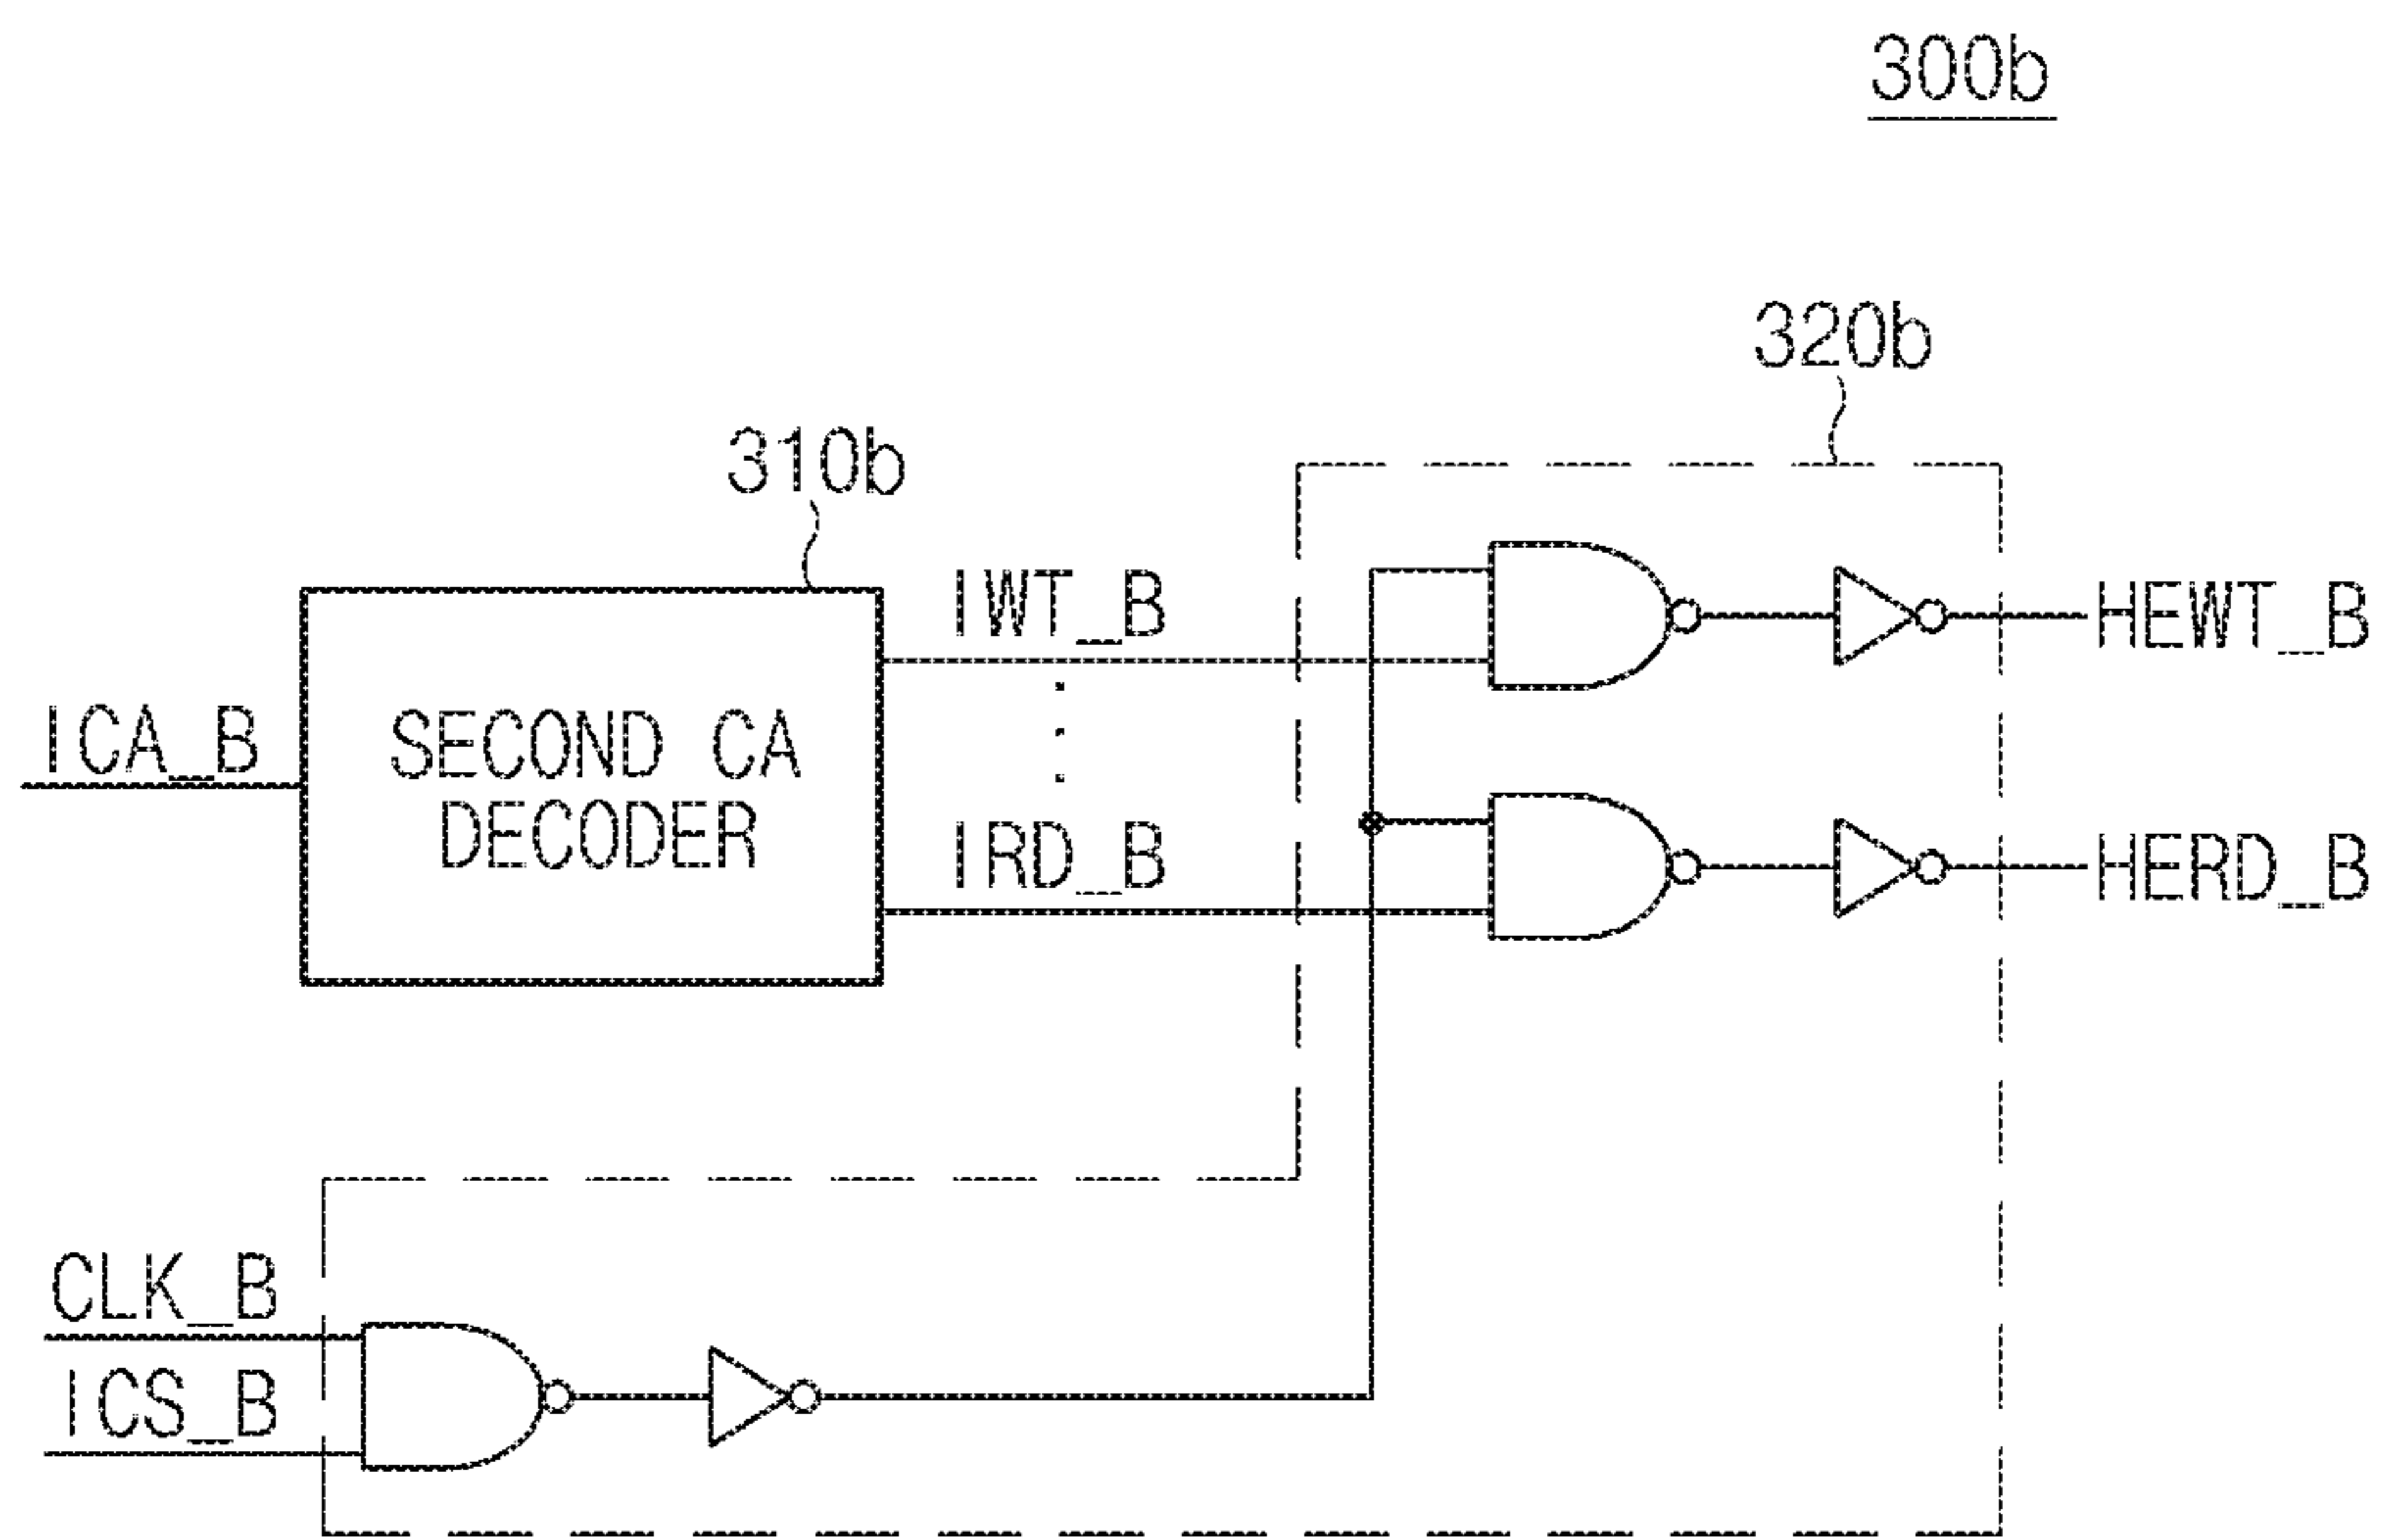 300b
320b
310b
IWT_B
HEWT_B
ICA_B
SECOND CA
DECODER
IRD_B
HERD_B
CLK_B
ICS_B